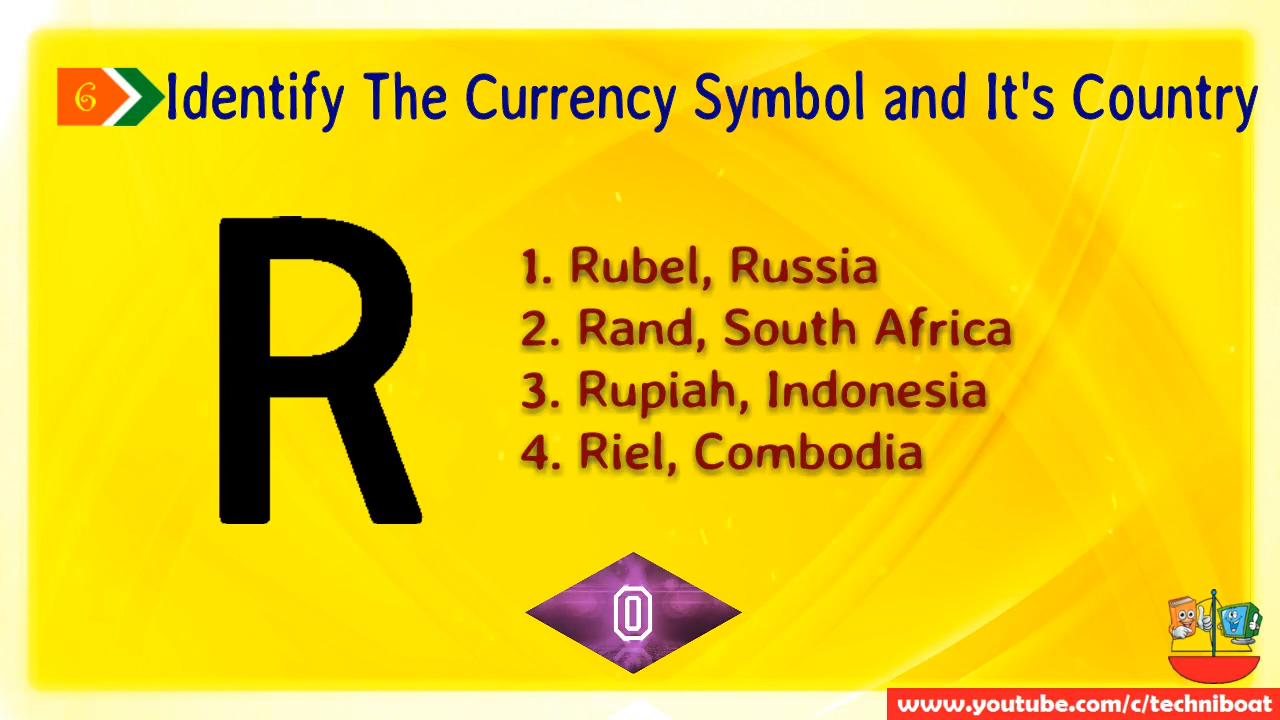 6
Identify The Currency Symbol and It's Country
R
1. Rubel, Russia
2. Rand, South Africa
3. Rupiah, Indonesia
4. Riel, Combodia
0
www.youtube.com/c/techniboat